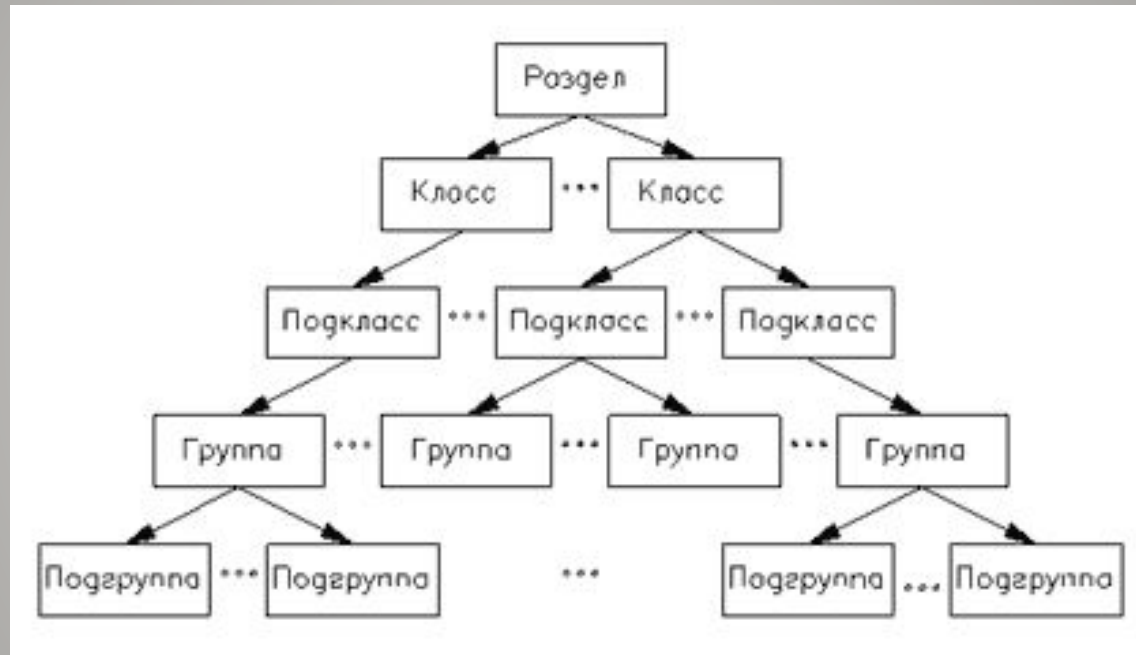 Раздел
Класс ... Класс
Подкласс ... Подкласс ... Подкласс
Группа ... Группа ... Группа ... Группа
Подгруппа ... Подгруппа ... Подгруппа ... Подгруппа